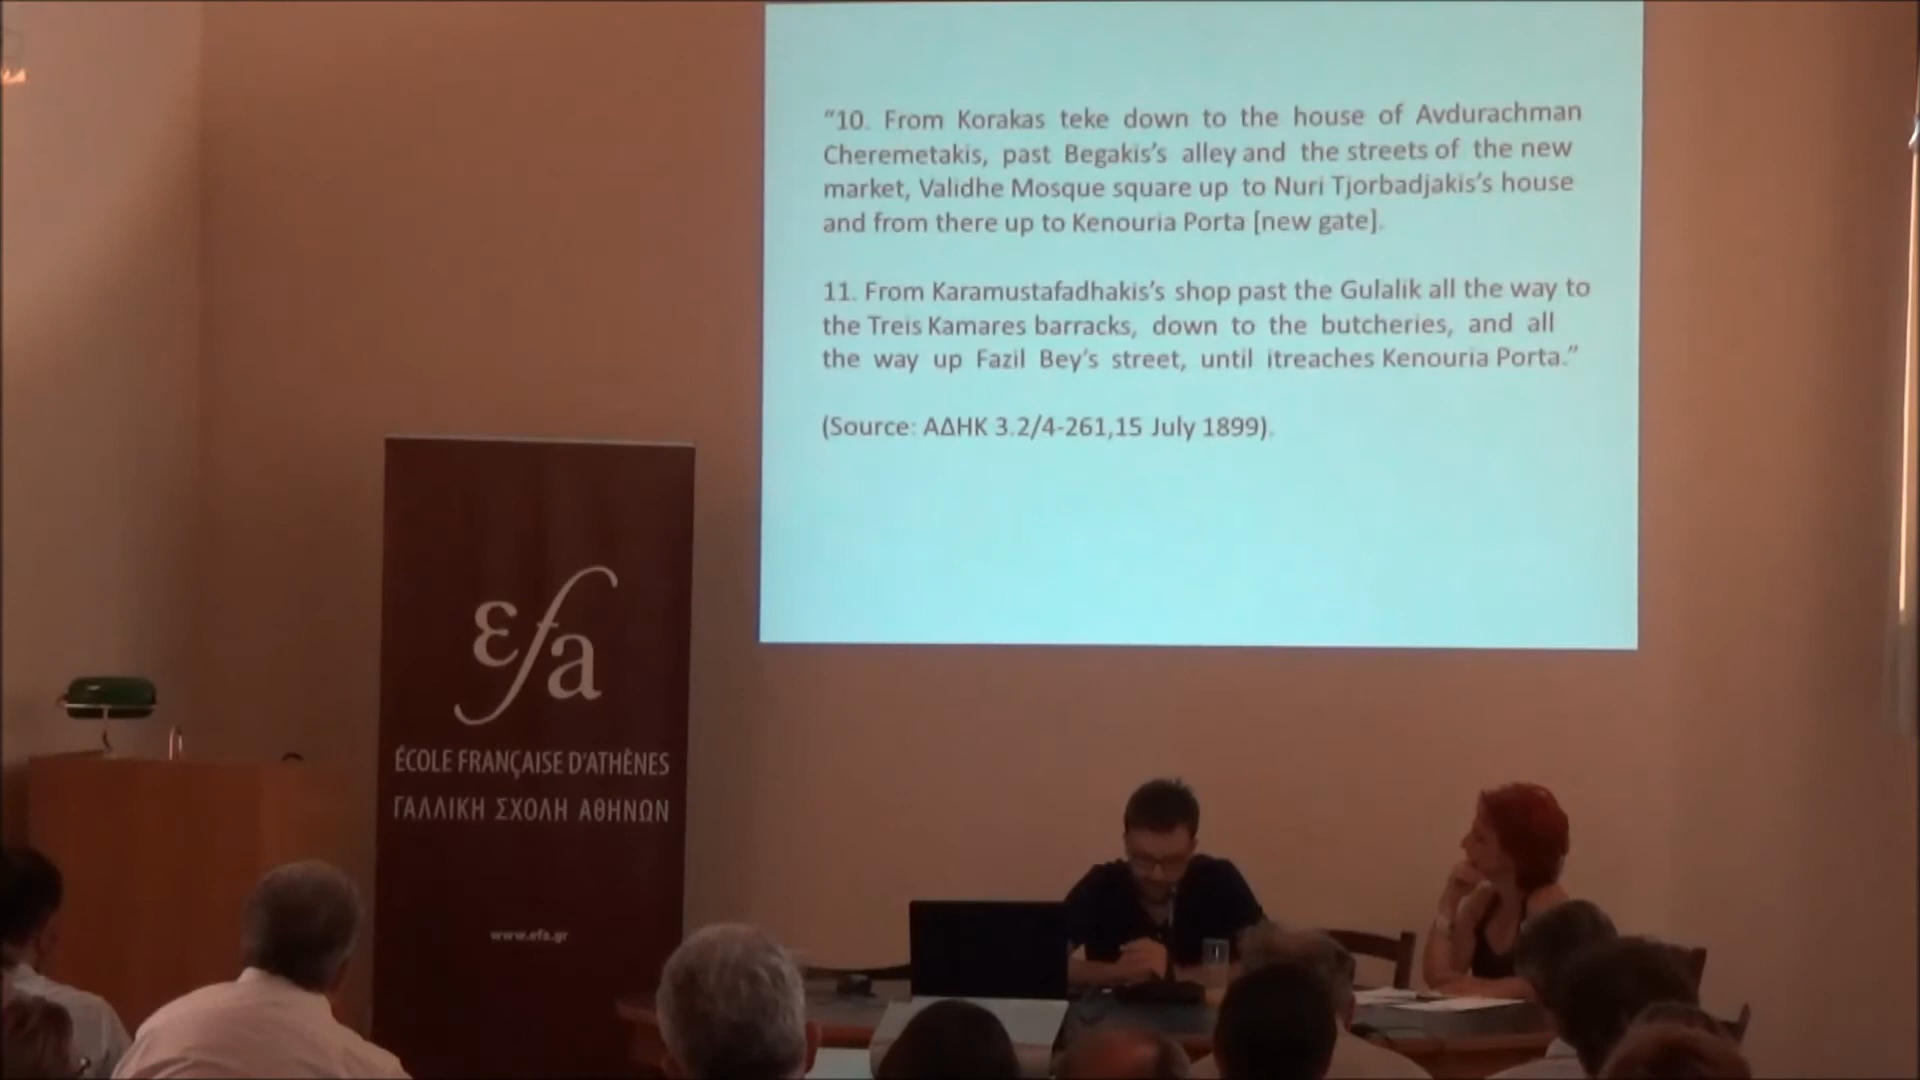 “10. From Korakas teke down to the house of Avdurachman
Cheremetakis, past Begakis’s alley and the streets of the new
market, Validhe Mosque square up to Nuri Tjorbadjakis’s house
and from there up to Kenouria Porta [new gate].
11. From Karamustafadhakis’s shop past the Gulalik all the way to
the Treis Kamares barracks, down to the butcheries, and all
the way up Fazil Bey’s street, until itreaches Kenouria Porta.”
(Source: ΑΔΗΚ 3.2/4-261,15 July 1899).
εfa
ÉCOLE FRANÇAISE D’ATHÈNES
ΓΑΛΛΙΚΗ ΣΧΟΛΗ ΑΘΗΝΩΝ
www.efa.gr